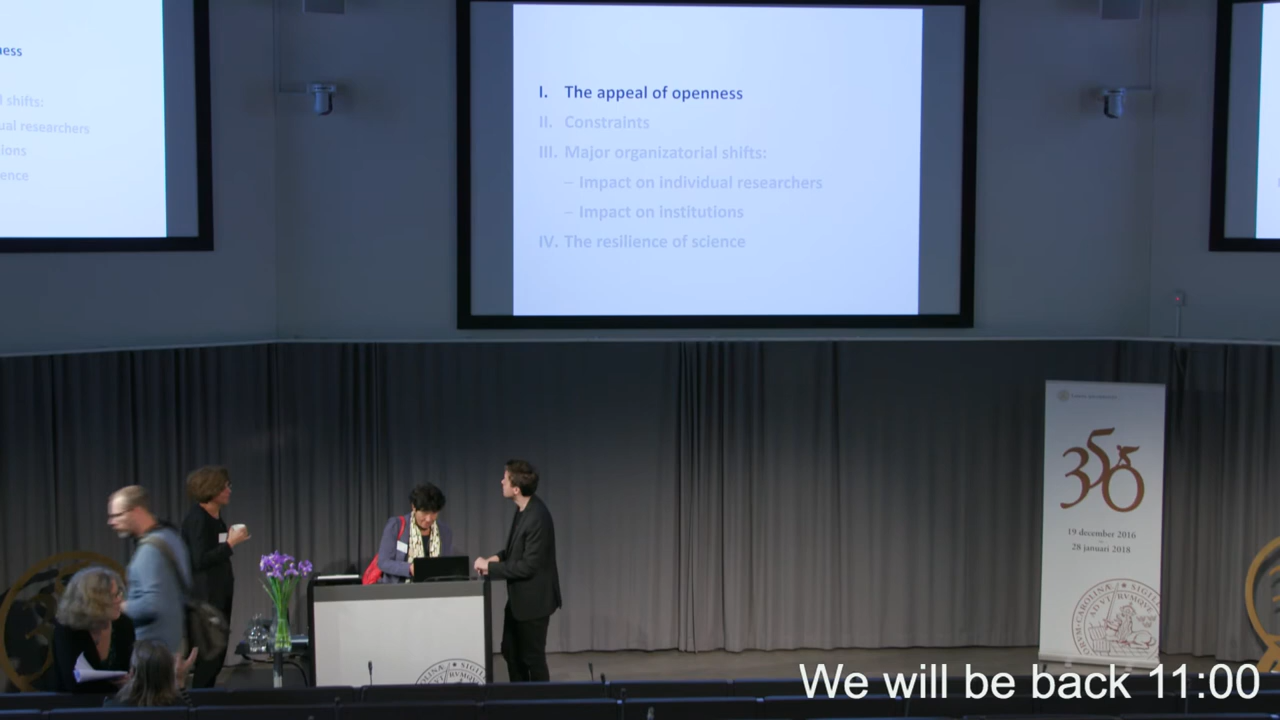 ness
I. The appeal of openness
II. Constraints
l shifts:
III. Major organizatorial shifts:
ual researchers
– Impact on individual researchers
ions
– Impact on institutions
ence
IV. The resilience of science
350
19 december 2016
–
28 januari 2018
We will be back 11:00